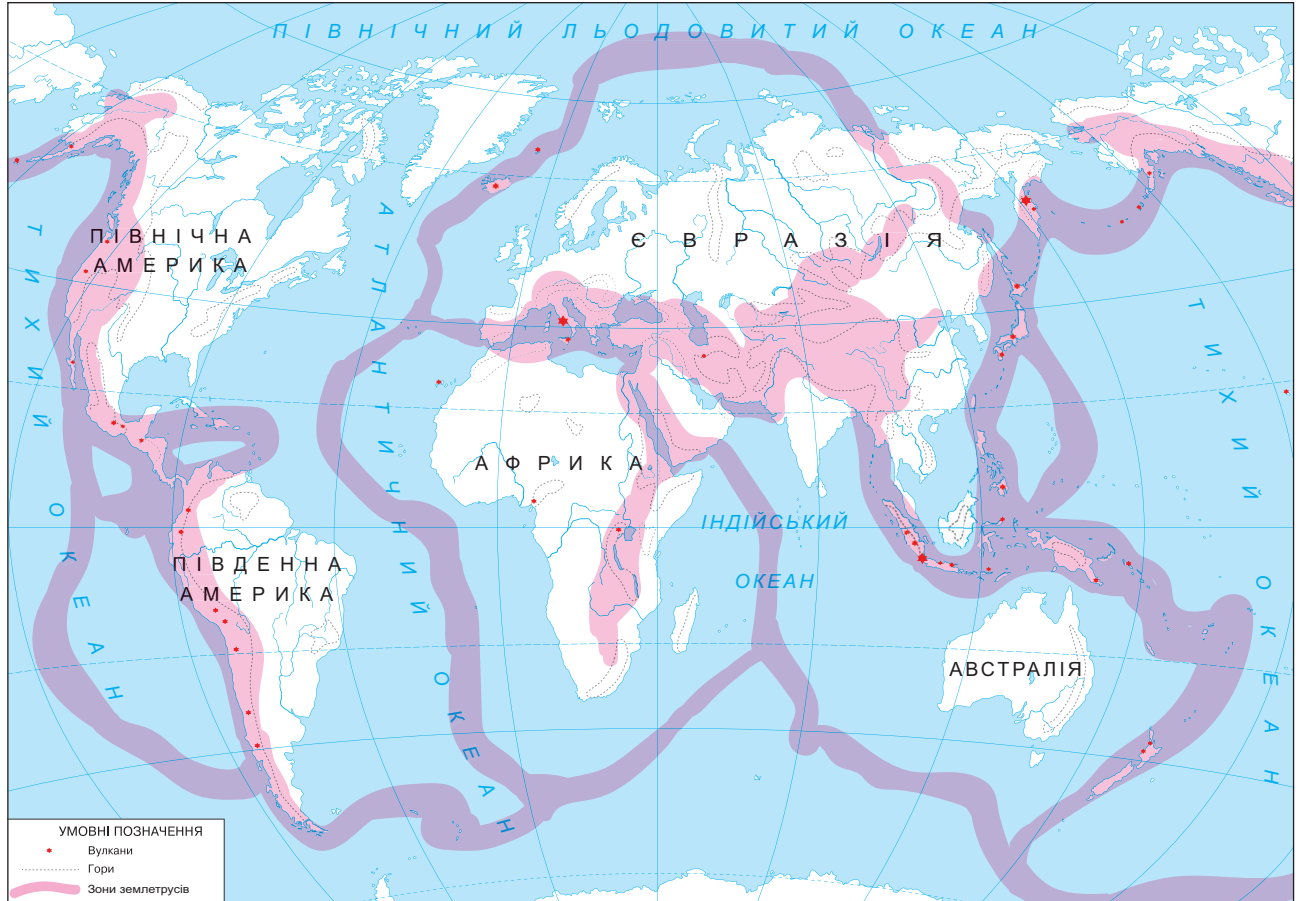 ПІВНІЧНИЙ ЛЬОДОВИТИЙ ОКЕАН
ТИХИЙ ОКЕАН
ПІВНІЧНА
АМЕРИКА
АТЛАНТИЧНИЙ ОКЕАН
ЄВРАЗІЯ
ТИХИЙ ОКЕАН
АФРИКА
ІНДІЙСЬКИЙ
ОКЕАН
ПІВДЕННА
АМЕРИКА
АВСТРАЛІЯ
УМОВНІ ПОЗНАЧЕННЯ
Вулкани
Гори
Зони землетрусів